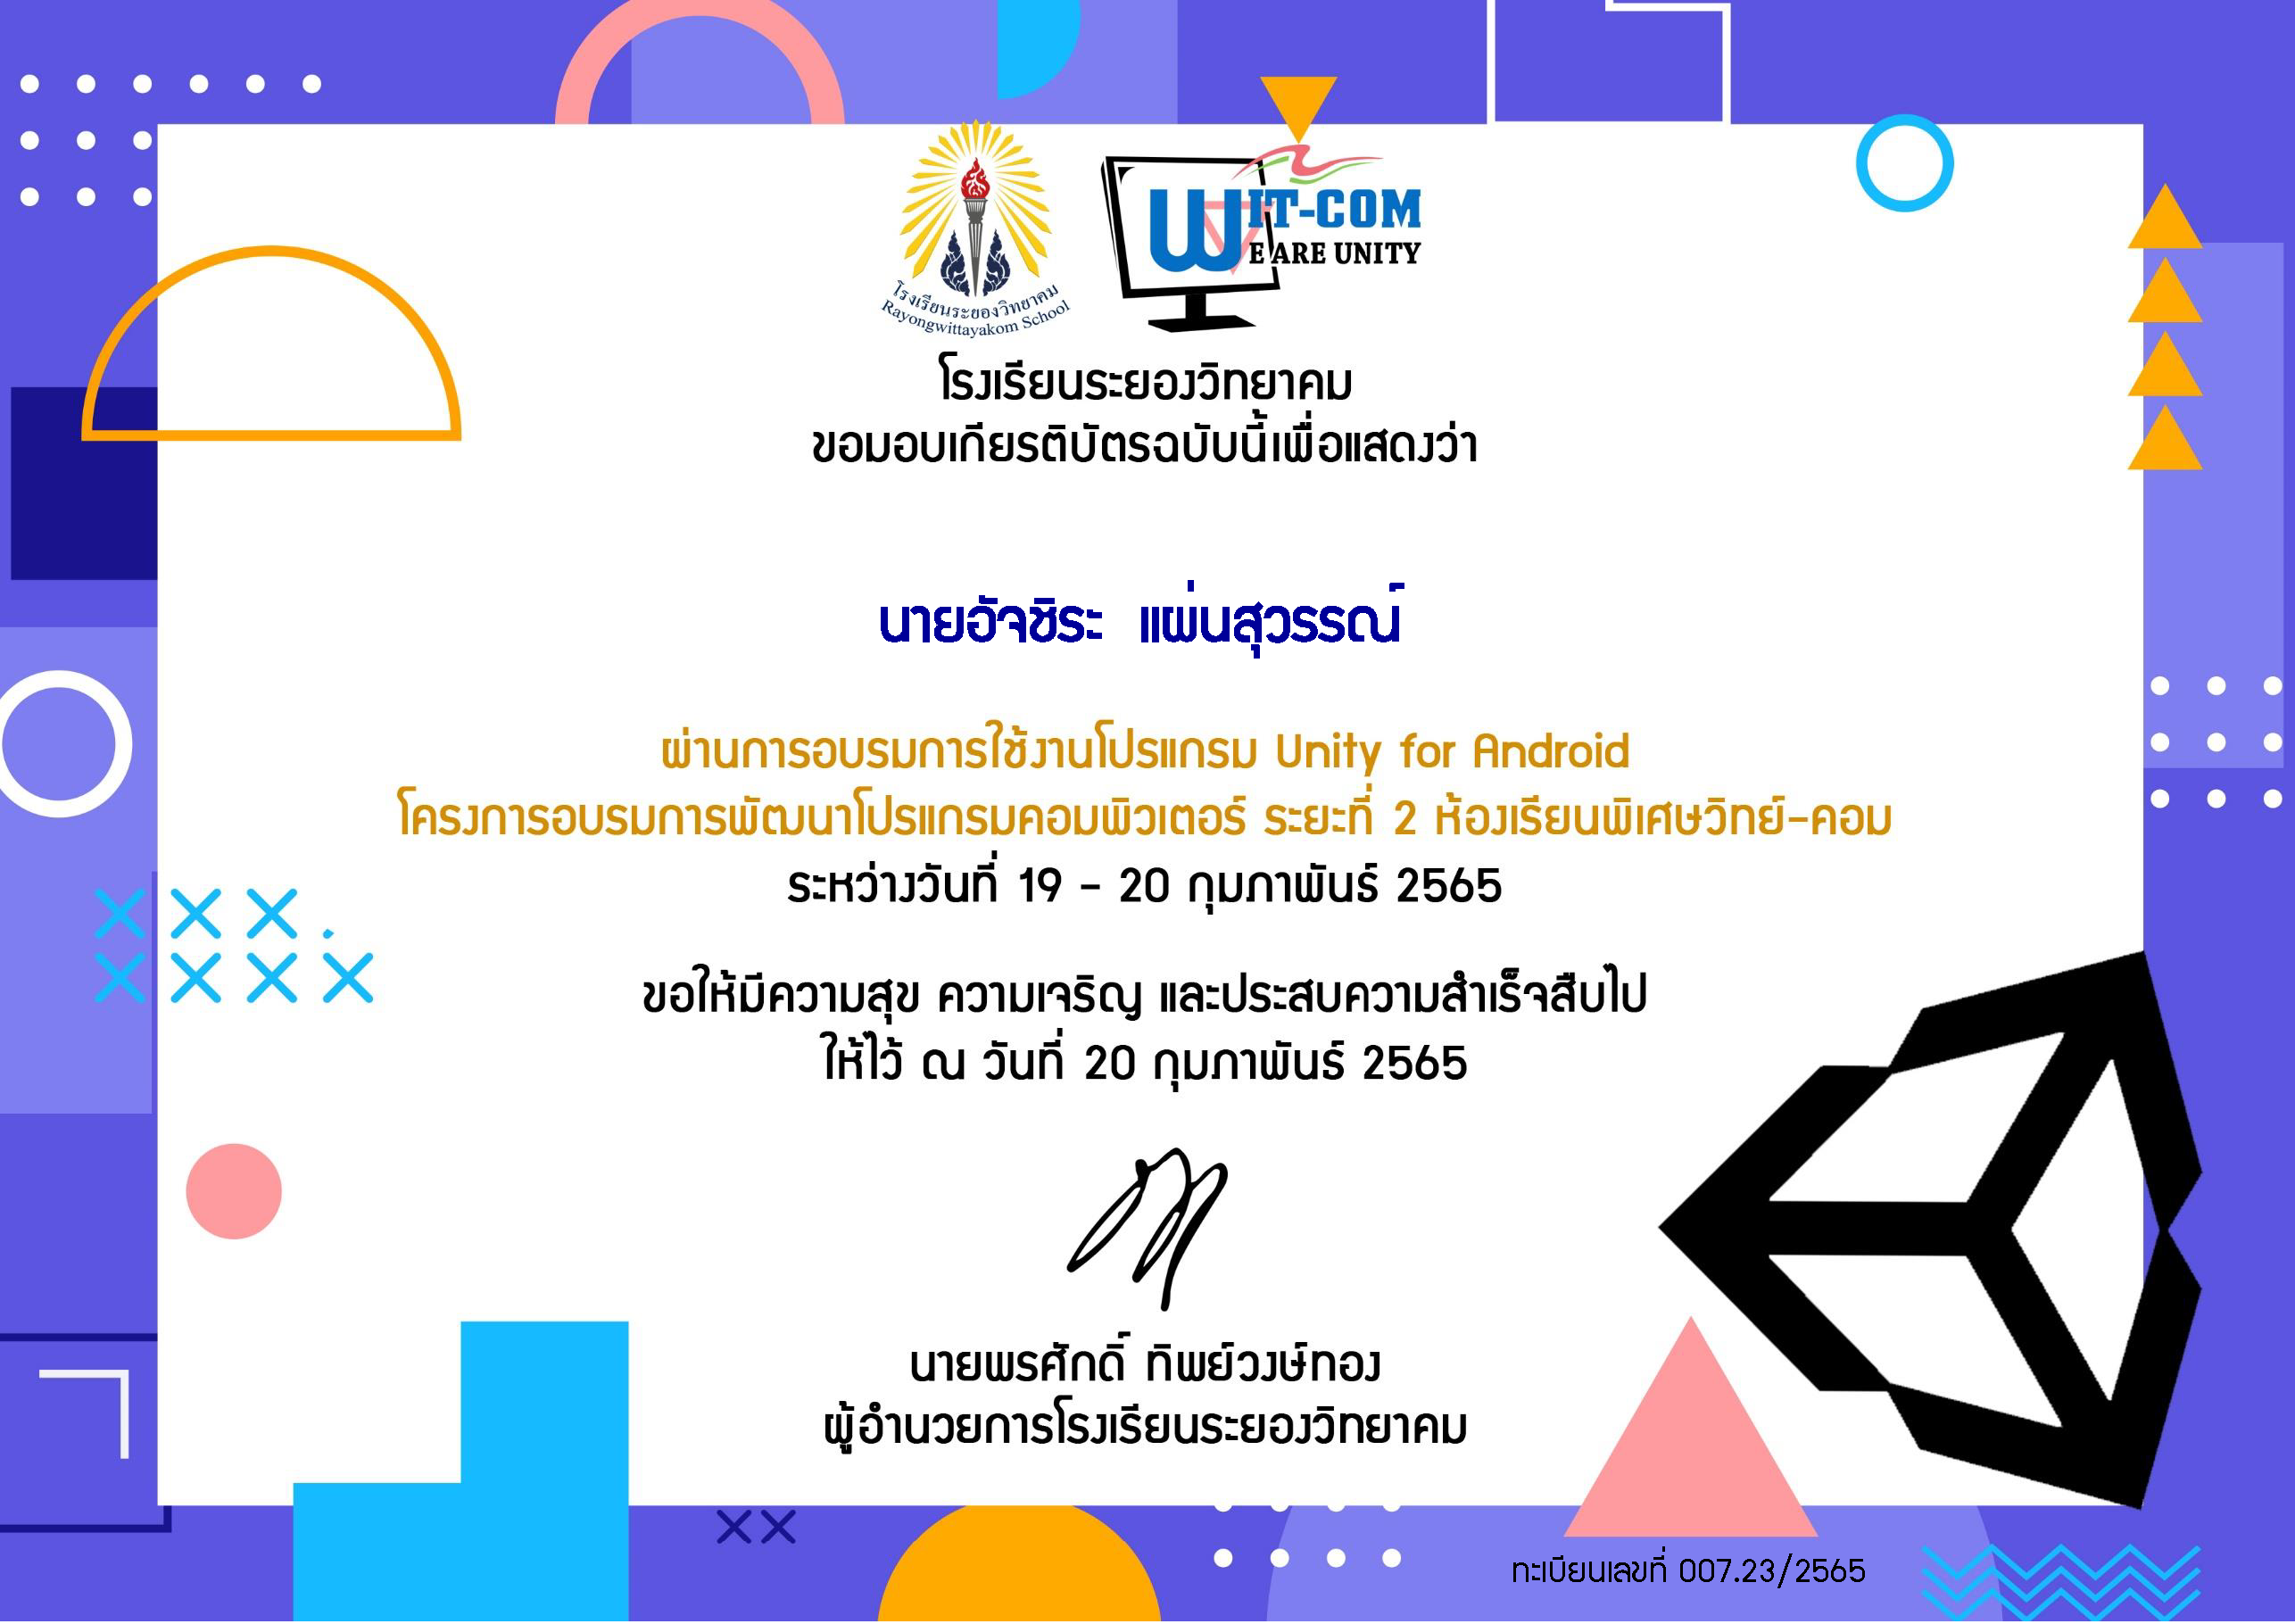 โรงเรียนระยองวิทยาคม
Rayongwittayakom School
WIT-COM
WE ARE UNITY
โรงเรียนระยองวิทยาคม
ขอมอบเกียรติบัตรฉบับนี้เพื่อแสดงว่า
นายอัจชิระ แผ่นสุวรรณ์
ผ่านการอบรมการใช้งานโปรแกรม Unity for Android
โครงการอบรมการพัฒนาโปรแกรมคอมพิวเตอร์ ระยะที่ 2 ห้องเรียนพิเศษวิทย์-คอม
ระหว่างวันที่ 19 - 20 กุมภาพันธ์ 2565
ขอให้มีความสุข ความเจริญ และประสบความสำเร็จสืบไป
ให้ไว้ ณ วันที่ 20 กุมภาพันธ์ 2565
นายพรศักดิ์ ทิพย์วงษ์ทอง
ผู้อำนวยการโรงเรียนระยองวิทยาคม
ทะเบียนเลขที่ 007.23/2565